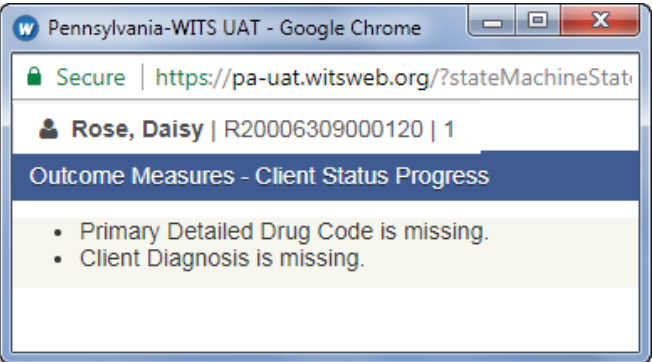 Pennsylvania-WITS UAT - Google Chrome
Secure | https://pa-uat.witsweb.org/?stateMachineState
Rose, Daisy | R20006309000120 | 1
Outcome Measures - Client Status Progress
• Primary Detailed Drug Code is missing.
• Client Diagnosis is missing.